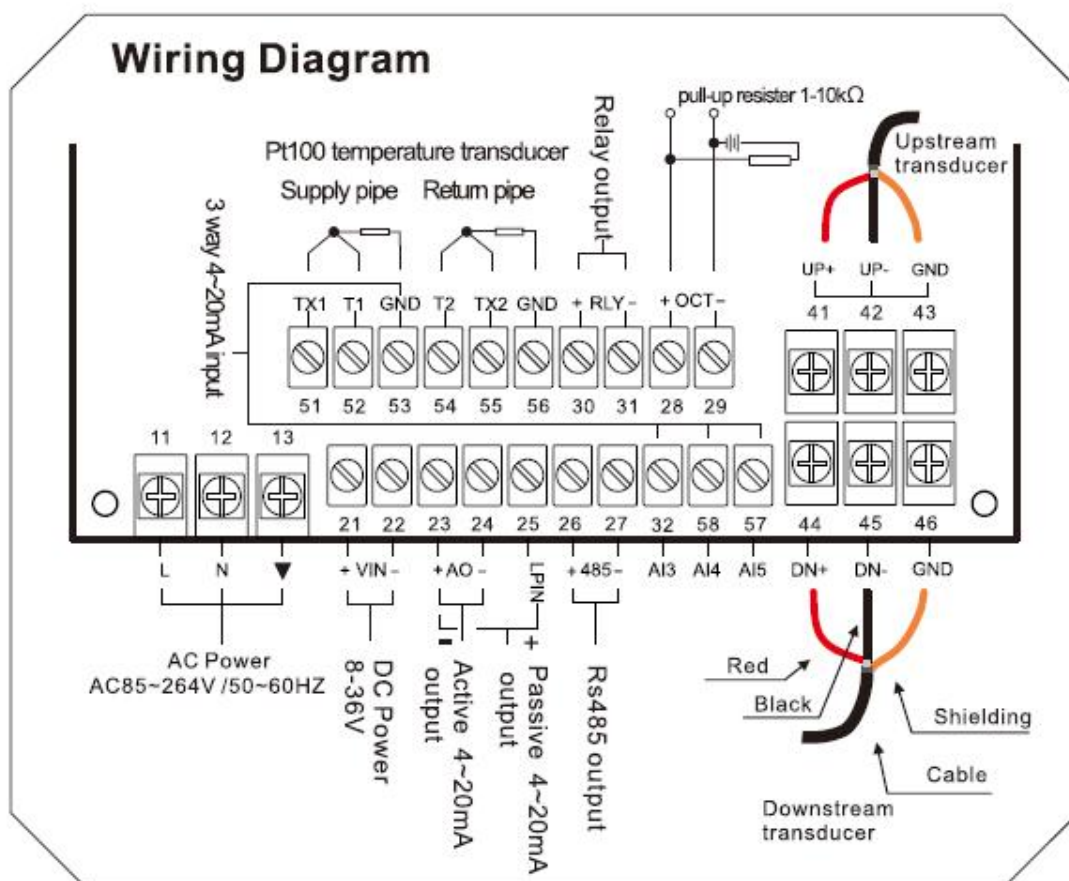 Wiring Diagram
pull-up resister 1-10kΩ
Relay output
Upstream
transducer
Pt100 temperature transducer
Supply pipe
Return pipe
3 way 4~20mA input
UP+ UP- GND
TX1 T1 GND T2 TX2 GND + RLY - + OCT -
41 42 43
51 52 53 54 55 56 30 31 28 29
11 12 13
21 22 23 24 25 26 27 32 58 57
44 45 46
L N ▼
+ VIN - + AO - LPIN + 485 - AI3 AI4 AI5
DN+ DN- GND
AC Power
AC85~264V /50~60HZ
DC Power
8-36V
- Active 4~20mA
output
+ Passive 4~20mA
output
Rs485 output
Red
Black
Shielding
Cable
Downstream
transducer